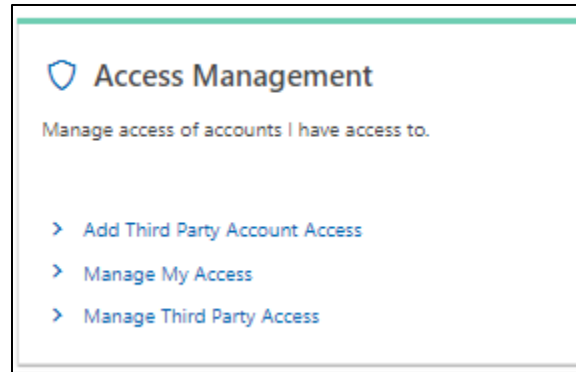 Access Management
Manage access of accounts I have access to.
Add Third Party Account Access
Manage My Access
Manage Third Party Access